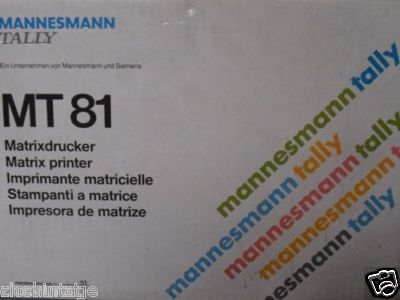 MANNESMANN
TALLY
Ein Unternehmen von Mannesmann und Siemens
MT 81
Matrixdrucker
Matrix printer
Imprimante matricielle
Stampanti a matrice
Impresora de matrize
mannesmann tally
mannesmann tally
mannesmann tally
mannesmann tally
mannesmann tally